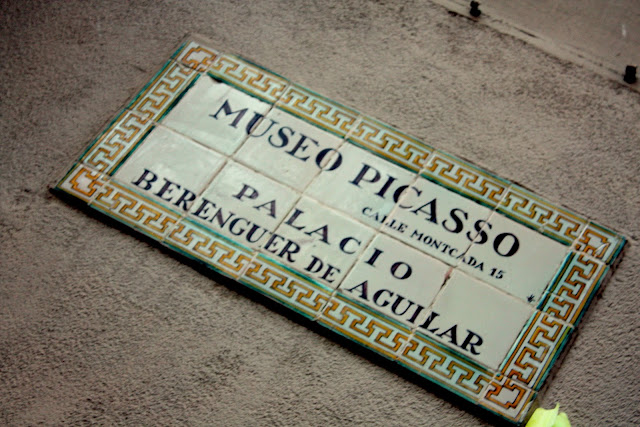 MUSEO PICASSO
CALLE MONTCADA 15
PALACIO
BERENGUER DE AGUILAR